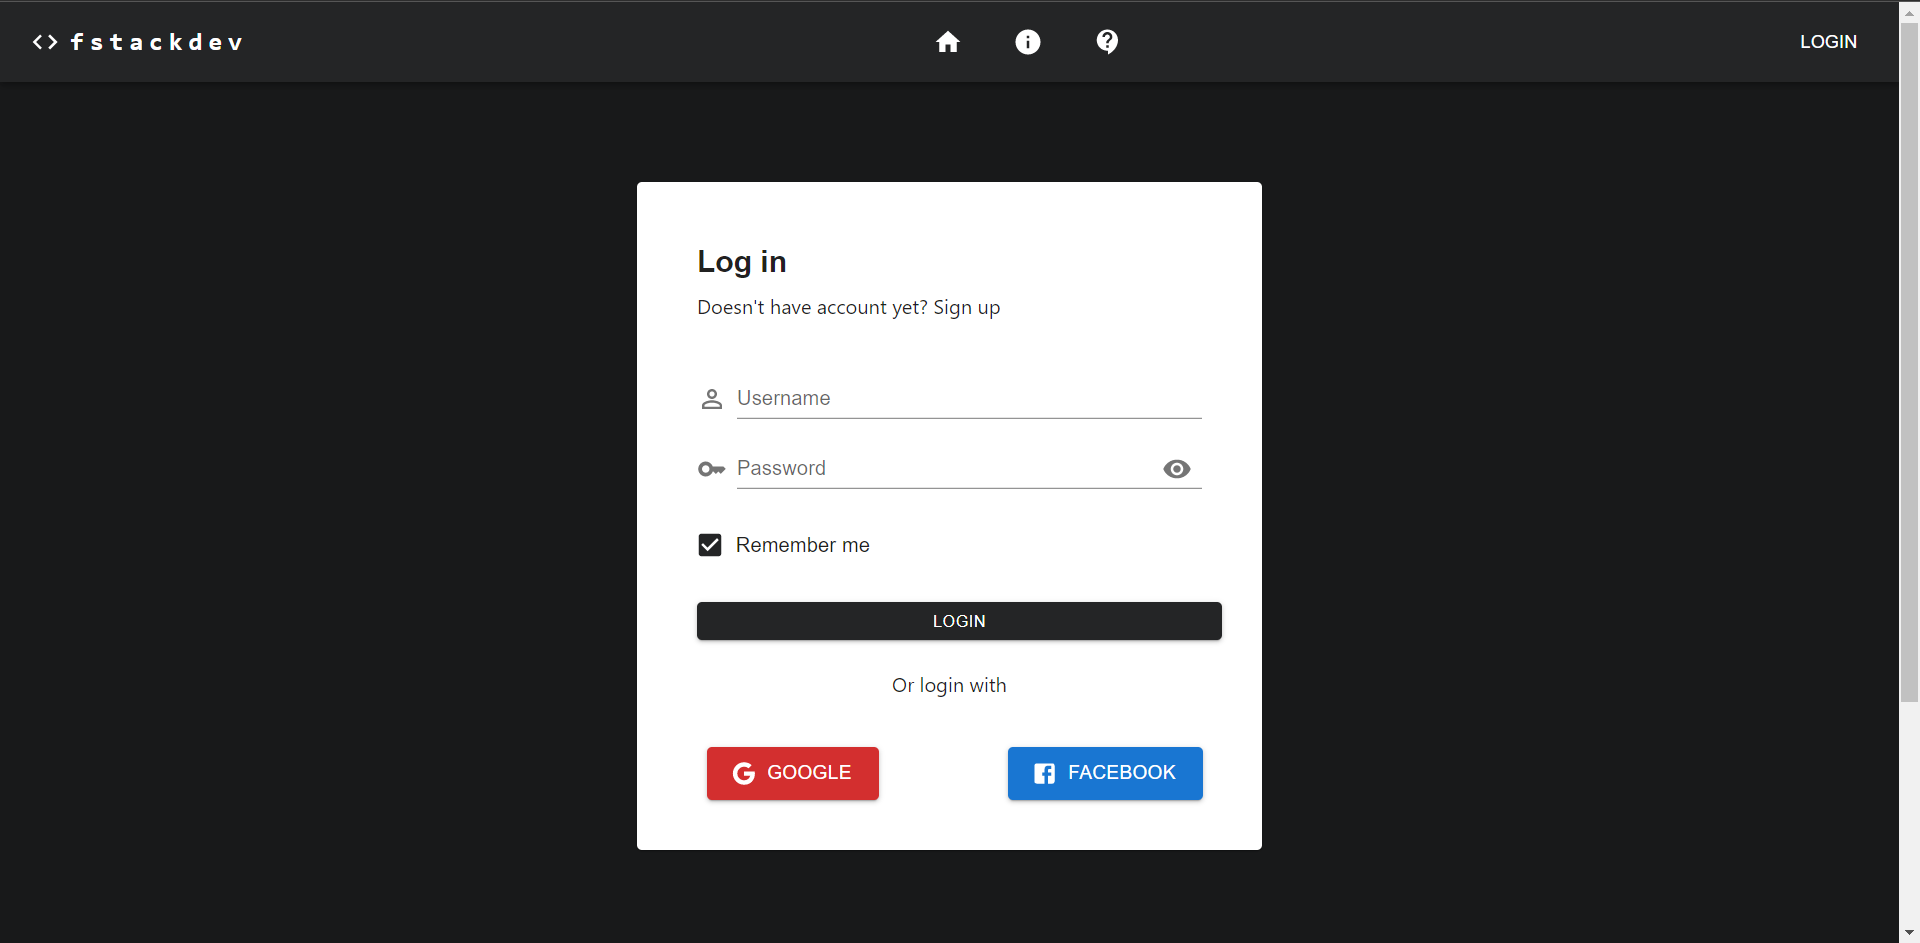 <> fstackdev
LOGIN
Log in
Doesn't have account yet? Sign up
Username
Password
Remember me
LOGIN
Or login with
GOOGLE
FACEBOOK